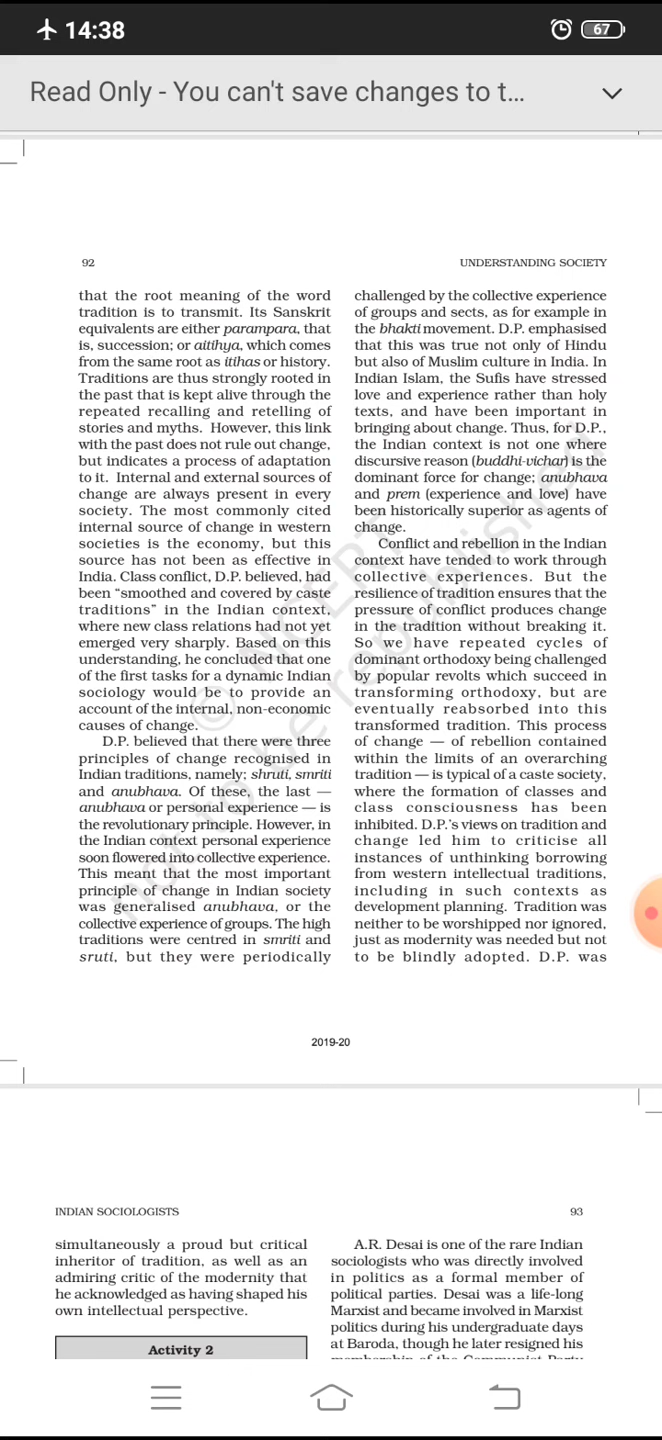 14:38
67
Read Only - You can't save changes to t...
92
UNDERSTANDING SOCIETY
that the root meaning of the word
tradition is to transmit. Its Sanskrit
equivalents are either parampara, that
is, succession; or aitihya, which comes
from the same root as itihas or history.
Traditions are thus strongly rooted in
the past that is kept alive through the
repeated recalling and retelling of
stories and myths. However, this link
with the past does not rule out change,
but indicates a process of adaptation
to it. Internal and external sources of
change are always present in every
society. The most commonly cited
internal source of change in western
societies is the economy, but this
source has not been as effective in
India. Class conflict, D.P. believed, had
been “smoothed and covered by caste
traditions” in the Indian context,
where new class relations had not yet
emerged very sharply. Based on this
understanding, he concluded that one
of the first tasks for a dynamic Indian
sociology would be to provide an
account of the internal, non-economic
causes of change.
D.P. believed that there were three
principles of change recognised in
Indian traditions, namely; shruti, smriti
and anubhava. Of these, the last —
anubhava or personal experience — is
the revolutionary principle. However, in
the Indian context personal experience
soon flowered into collective experience.
This meant that the most important
principle of change in Indian society
was generalised anubhava, or the
collective experience of groups. The high
traditions were centred in smriti and
sruti, but they were periodically
challenged by the collective experience
of groups and sects, as for example in
the bhakti movement. D.P. emphasised
that this was true not only of Hindu
but also of Muslim culture in India. In
Indian Islam, the Sufis have stressed
love and experience rather than holy
texts, and have been important in
bringing about change. Thus, for D.P.,
the Indian context is not one where
discursive reason (buddhi-vichar) is the
dominant force for change; anubhava
and prem (experience and love) have
been historically superior as agents of
change.
Conflict and rebellion in the Indian
context have tended to work through
collective experiences. But the
resilience of tradition ensures that the
pressure of conflict produces change
in the tradition without breaking it.
So we have repeated cycles of
dominant orthodoxy being challenged
by popular revolts which succeed in
transforming orthodoxy, but are
eventually reabsorbed into this
transformed tradition. This process
of change — of rebellion contained
within the limits of an overarching
tradition — is typical of a caste society,
where the formation of classes and
class consciousness has been
inhibited. D.P.’s views on tradition and
change led him to criticise all
instances of unthinking borrowing
from western intellectual traditions,
including in such contexts as
development planning. Tradition was
neither to be worshipped nor ignored,
just as modernity was needed but not
to be blindly adopted. D.P. was
© NCERT
not to be republished
2019-20
INDIAN SOCIOLOGISTS
93
simultaneously a proud but critical
inheritor of tradition, as well as an
admiring critic of the modernity that
he acknowledged as having shaped his
own intellectual perspective.
Activity 2
A.R. Desai is one of the rare Indian
sociologists who was directly involved
in politics as a formal member of
political parties. Desai was a life-long
Marxist and became involved in Marxist
politics during his undergraduate days
at Baroda, though he later resigned his
membership of the Communist Party